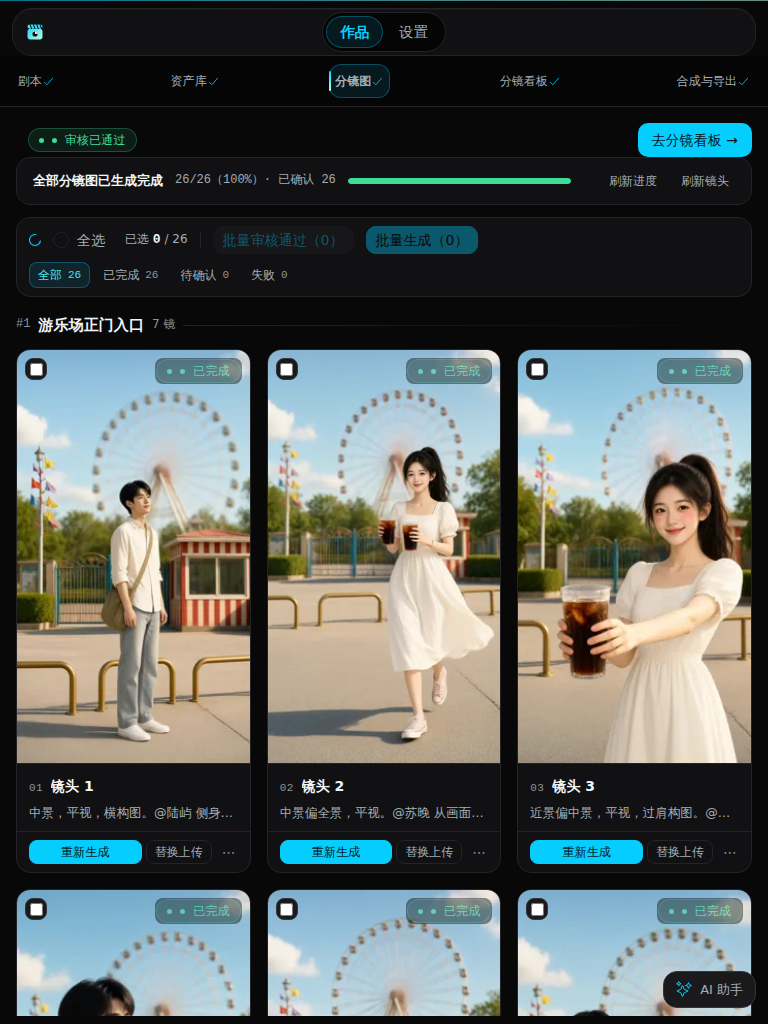 作品 设置
剧本 资产库 分镜图 分镜看板 合成与导出
审核已通过 去分镜看板 →
全部分镜图已生成完成 26/26（100%）· 已确认 26 刷新进度 刷新镜头
全选 已选 0 / 26 批量审核通过（0） 批量生成（0）
全部 26 已完成 26 待确认 0 失败 0
#1 游乐场正门入口 7 镜
已完成 已完成 已完成
01 镜头 1 02 镜头 2 03 镜头 3
中景，平视，横构图。@陆屿 侧身… 中景偏全景，平视。@苏晚 从画面… 近景偏中景，平视，过肩构图。@…
重新生成 替换上传 ⋯ 重新生成 替换上传 ⋯ 重新生成 替换上传 ⋯
已完成 已完成 已完成
AI 助手